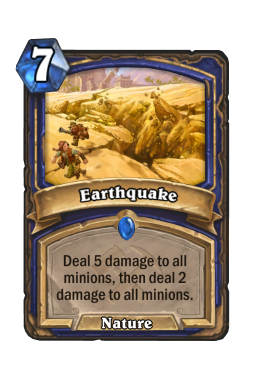 7
Earthquake
Deal 5 damage to all
minions, then deal 2
damage to all minions.
Nature